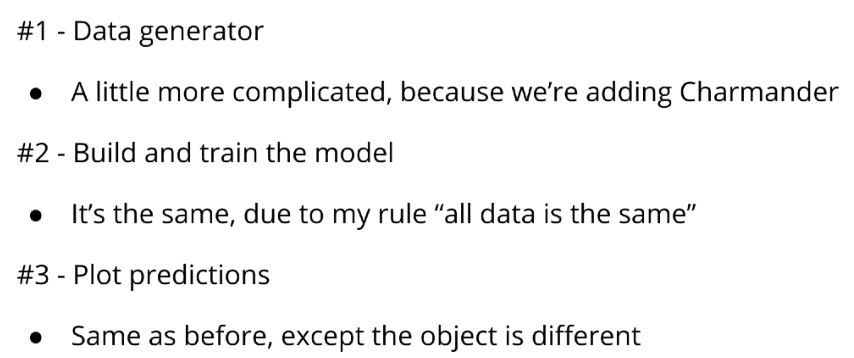 #1 - Data generator
● A little more complicated, because we’re adding Charmander
#2 - Build and train the model
● It’s the same, due to my rule “all data is the same”
#3 - Plot predictions
● Same as before, except the object is different